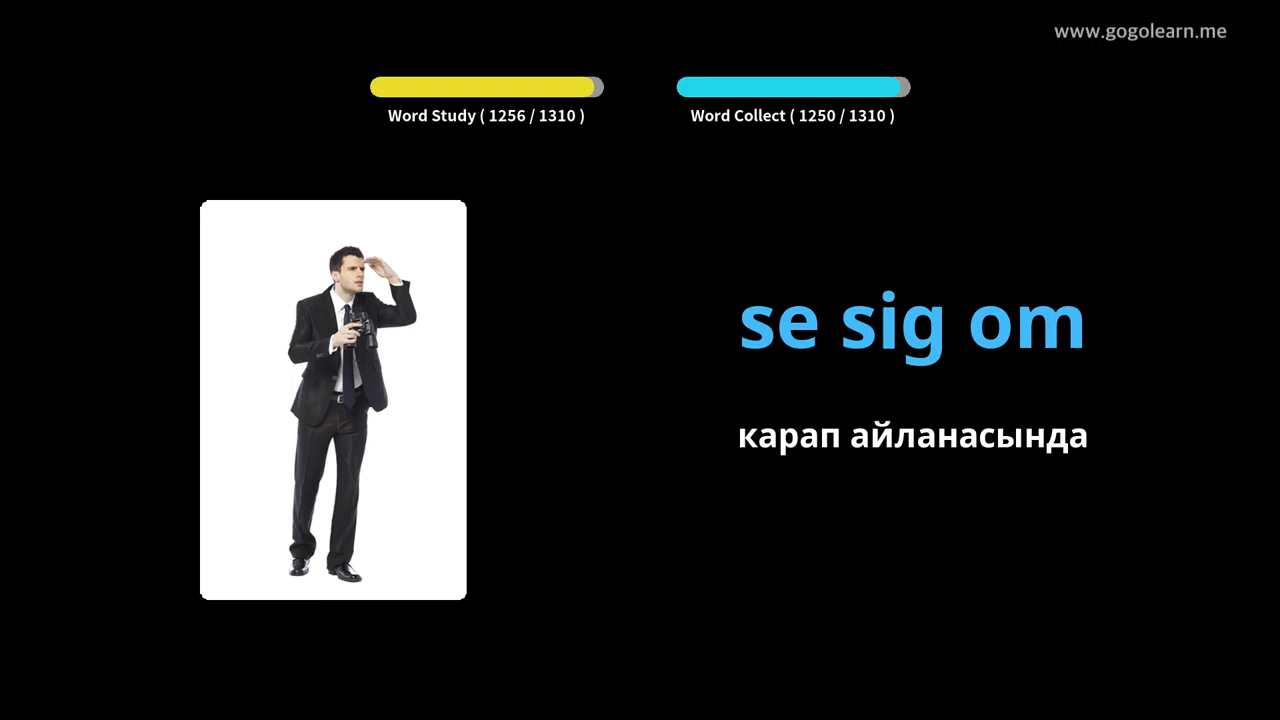 www.gogolearn.me
Word Study ( 1256 / 1310 )
Word Collect ( 1250 / 1310 )
se sig om
карап айланасында